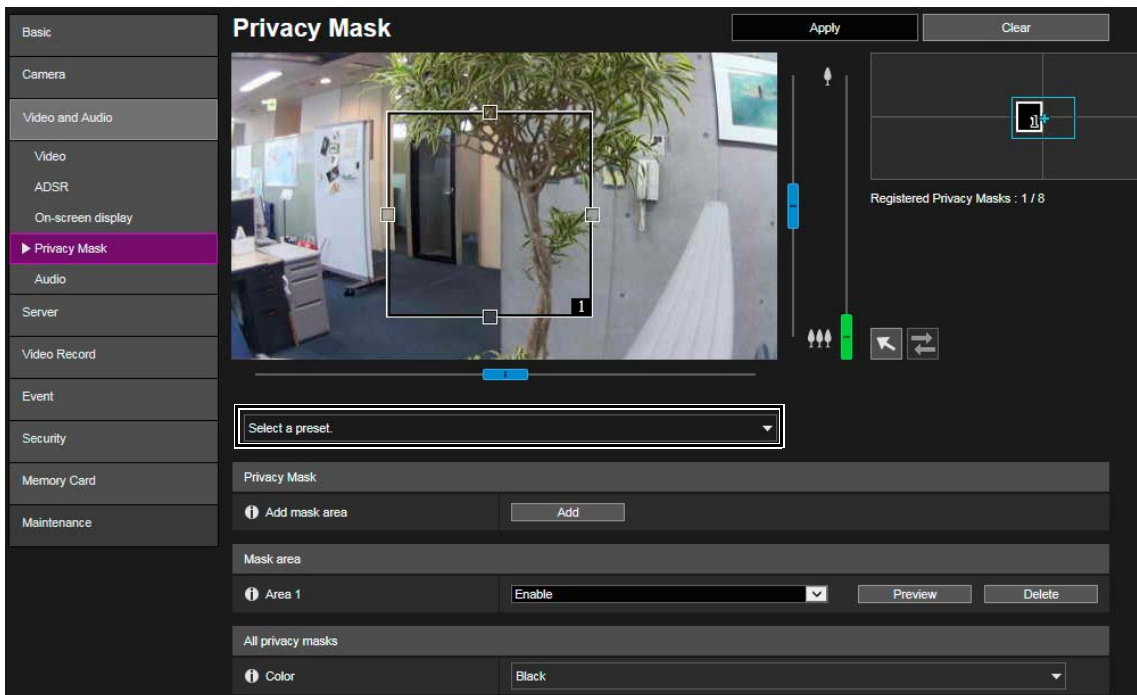 Basic
Camera
Video and Audio
Video
ADSR
On-screen display
Privacy Mask
Audio
Server
Video Record
Event
Security
Memory Card
Maintenance
Privacy Mask
Apply
Clear
1
1
Registered Privacy Masks : 1 / 8
Select a preset.
Privacy Mask
Add mask area
Add
Mask area
Area 1
Enable
Preview
Delete
All privacy masks
Color
Black